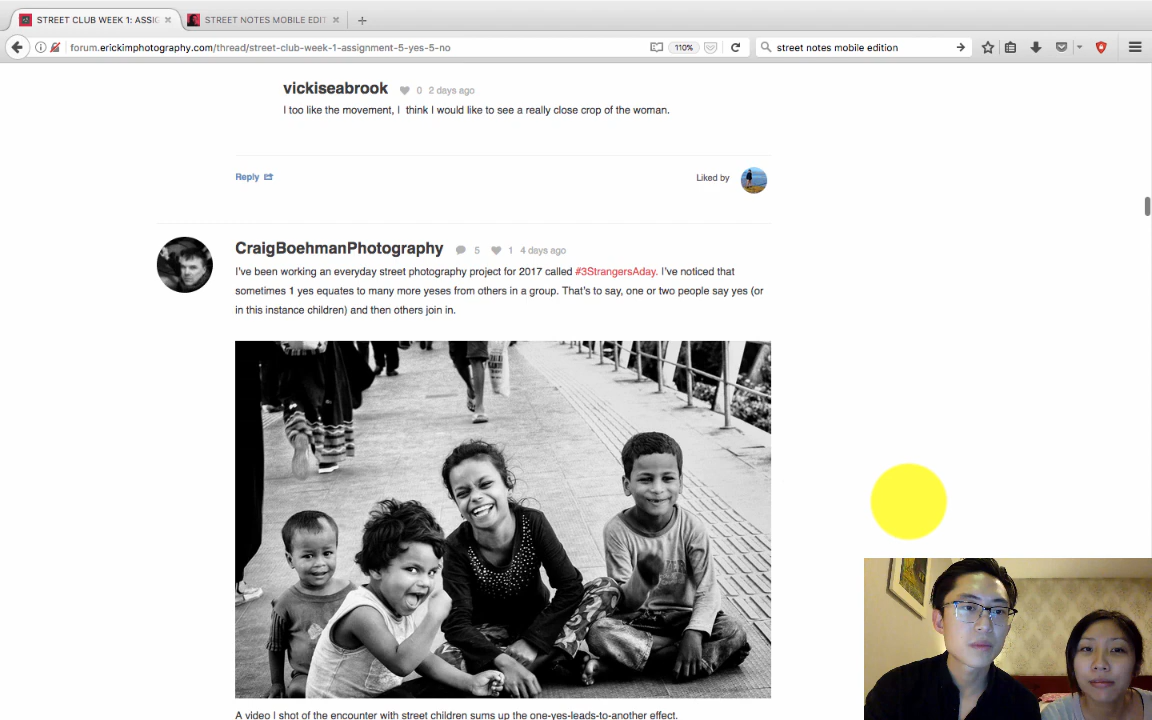 STREET CLUB WEEK 1: ASSIG
STREET NOTES MOBILE EDIT
forum.erickimphotography.com/thread/street-club-week-1-assignment-5-yes-5-no
110%
street notes mobile edition
vickiseabrook 0 2 days ago
I too like the movement, I think I would like to see a really close crop of the woman.
Reply
Liked by
CraigBoehmanPhotography 5 1 4 days ago
I've been working an everyday street photography project for 2017 called #3StrangersAday. I've noticed that
sometimes 1 yes equates to many more yeses from others in a group. That's to say, one or two people say yes (or
in this instance children) and then others join in.
A video I shot of the encounter with street children sums up the one-yes-leads-to-another effect.